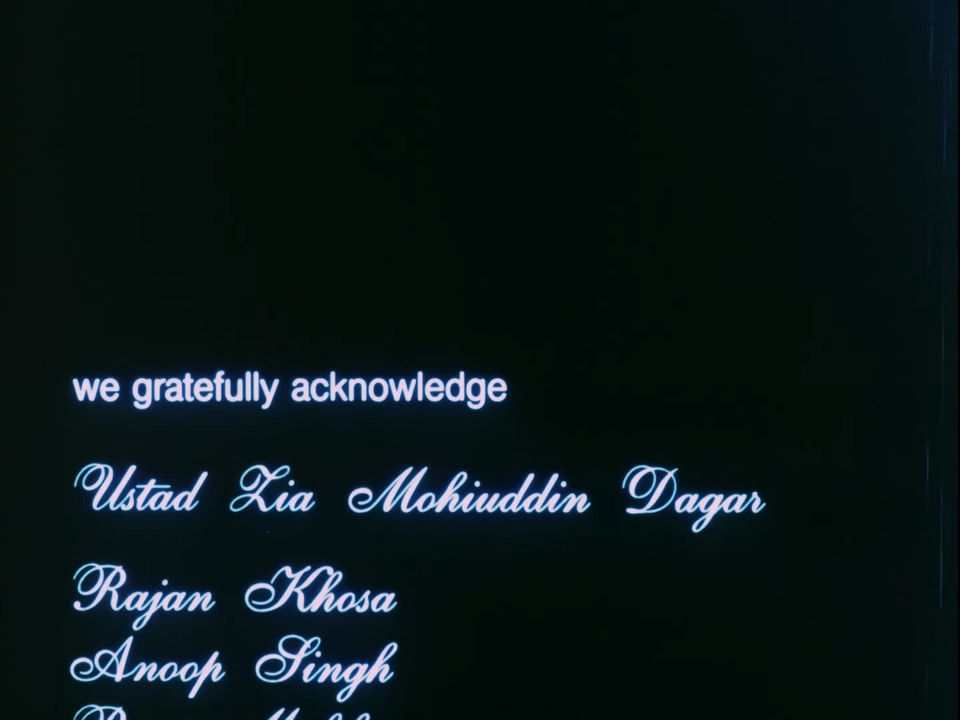 we gratefully acknowledge
Ustad Zia Mohiuddin Dagar
Rajan Khosa
Anoop Singh